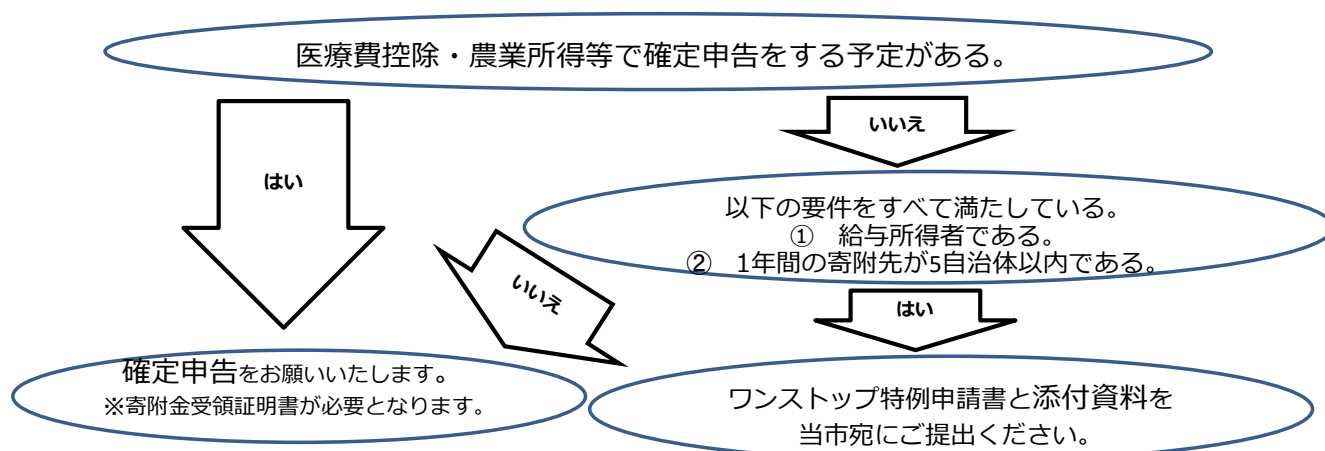 医療費控除・農業所得等で確定申告をする予定がある。
いいえ
はい
以下の要件をすべて満たしている。
① 給与所得者である。
② 1年間の寄附先が5自治体以内である。
いいえ
はい
確定申告をお願いいたします。
※寄附金受領証明書が必要となります。
ワンストップ特例申請書と添付資料を
当市宛にご提出ください。